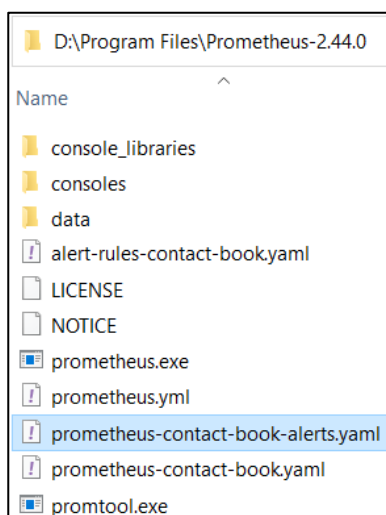 D:\Program Files\Prometheus-2.44.0
Name
console_libraries
consoles
data
alert-rules-contact-book.yaml
LICENSE
NOTICE
prometheus.exe
prometheus.yml
prometheus-contact-book-alerts.yaml
prometheus-contact-book.yaml
promtool.exe